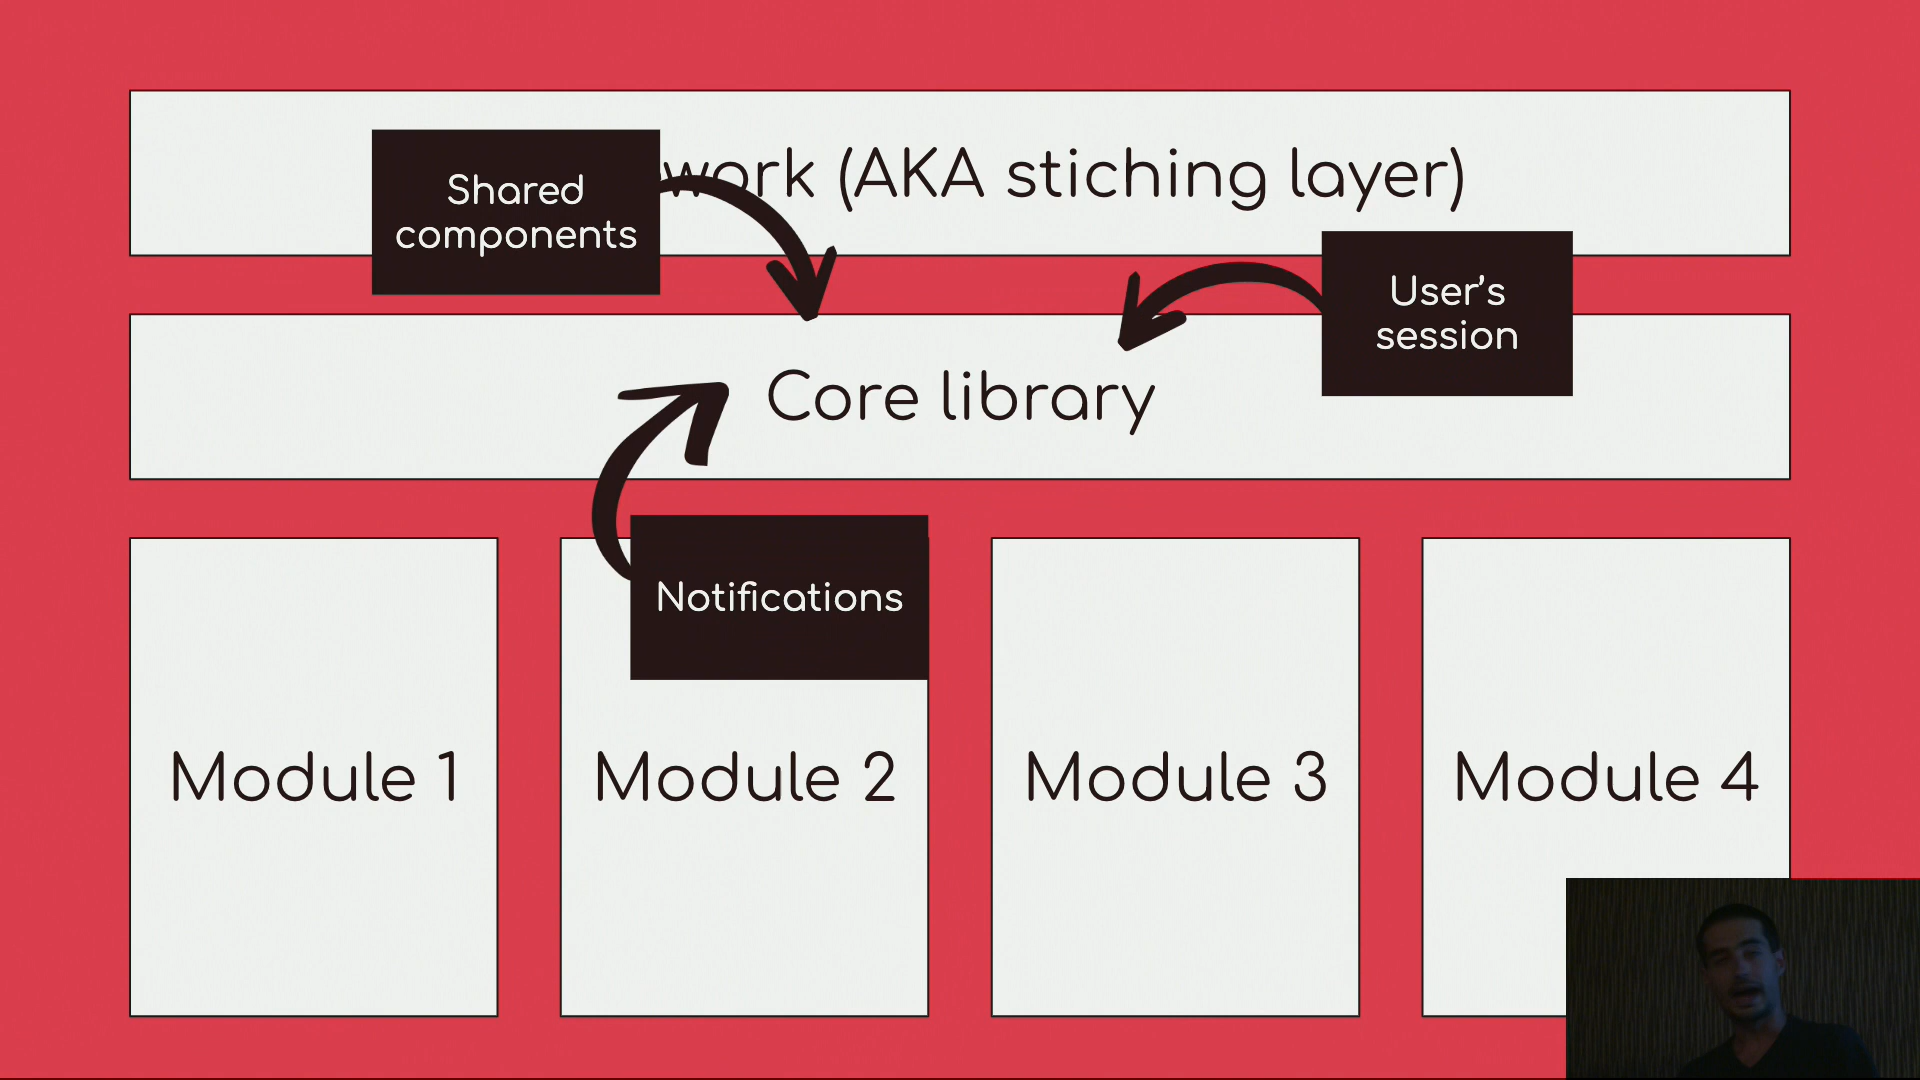 work (AKA stiching layer)
Shared
components
User's
session
Core library
Notifications
Module 1
Module 2
Module 3
Module 4